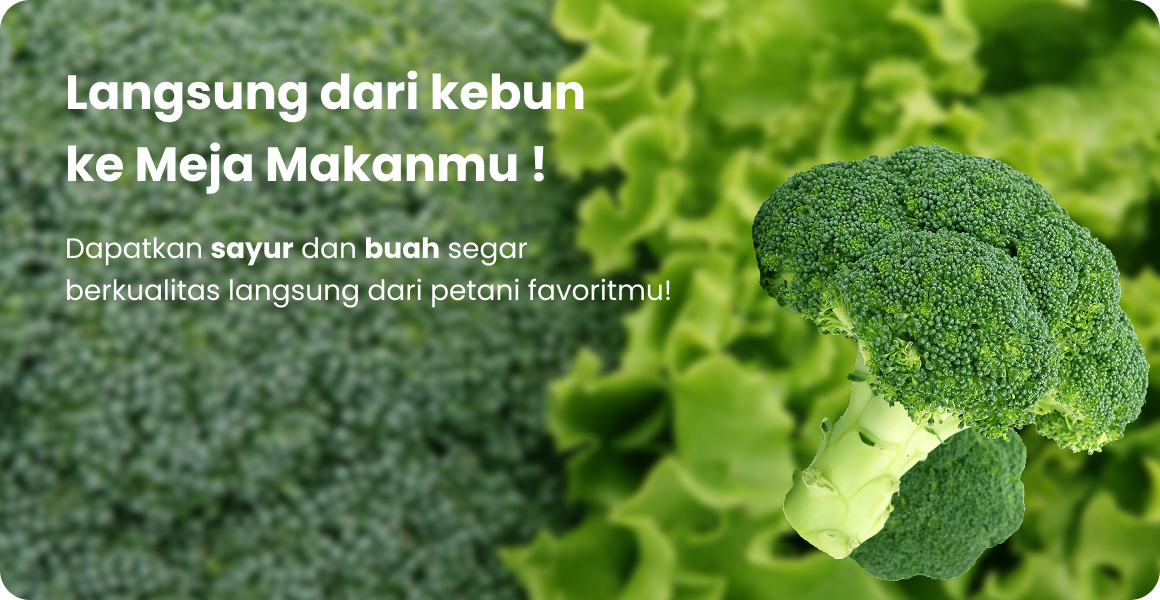 Langsung dari kebun
ke Meja Makanmu !
Dapatkan sayur dan buah segar
berkualitas langsung dari petani favoritmu!